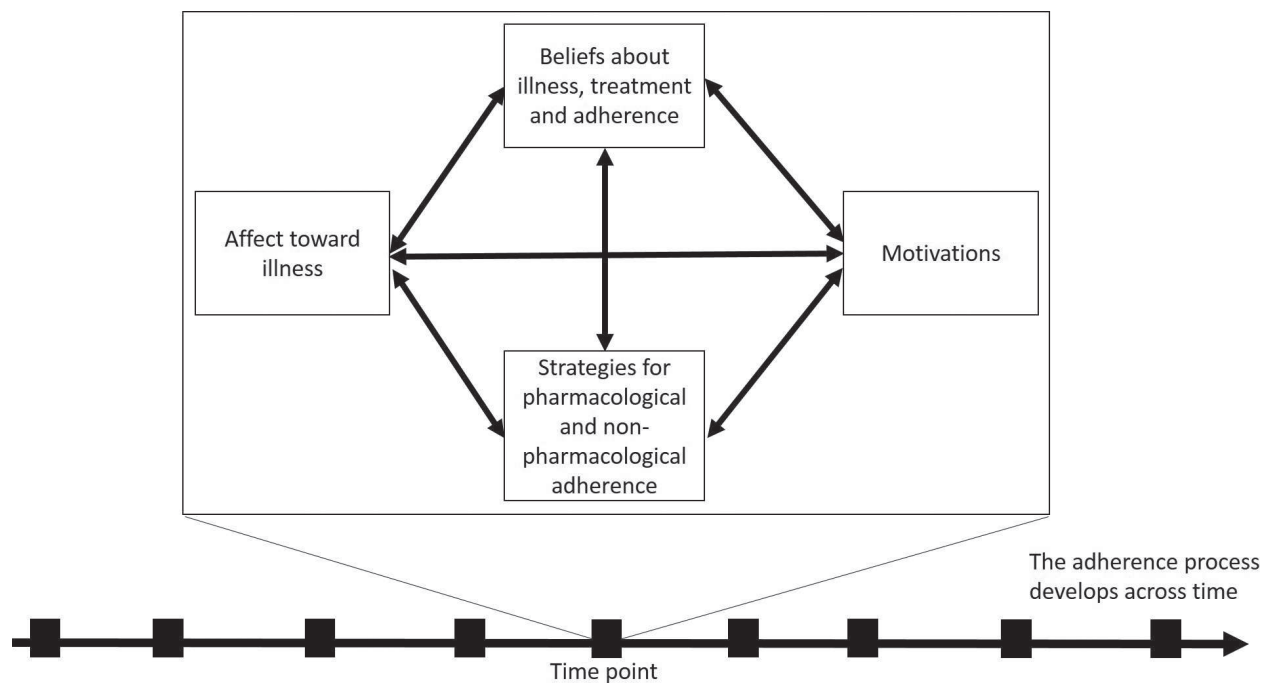 Beliefs about
illness, treatment
and adherence
Affect toward
illness
Motivations
Strategies for
pharmacological
and non-
pharmacological
adherence
The adherence process
develops across time
Time point